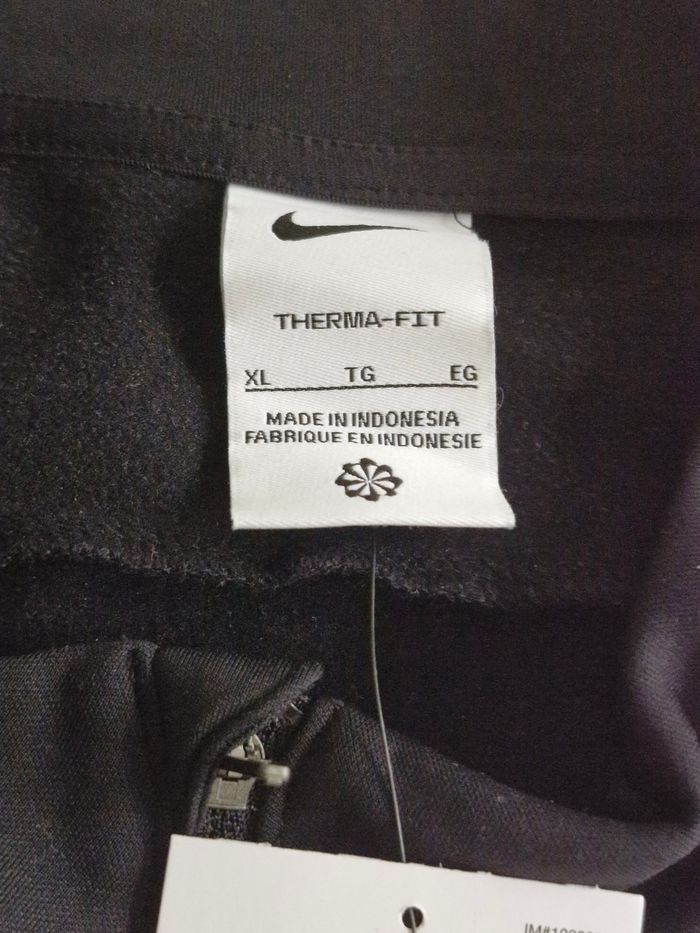 THERMA-FIT
XL TG EG
MADE IN INDONESIA
FABRIQUE EN INDONESIE